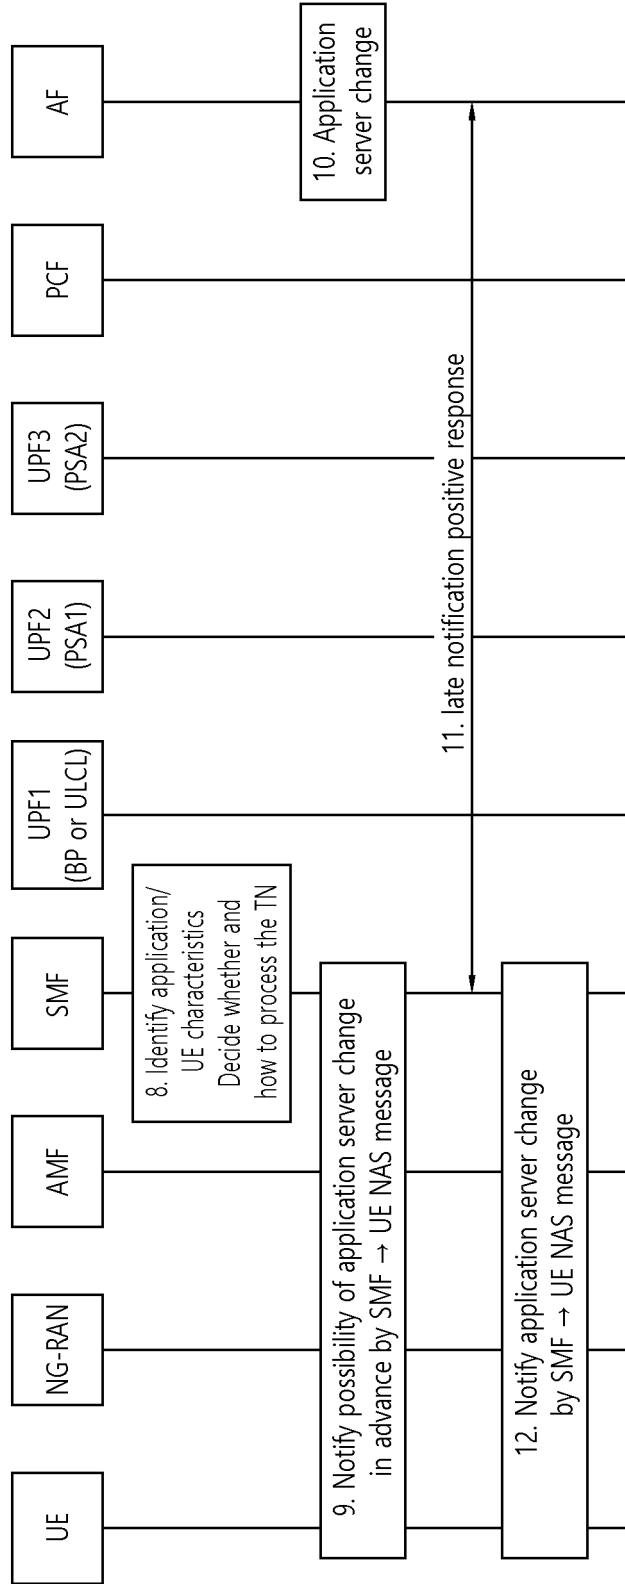 UE
NG-RAN
AMF
SMF
UPF1
(BP or ULCL)
UPF2
(PSA1)
UPF3
(PSA2)
PCF
AF
8. Identify application/
UE characteristics
Decide whether and
how to process the TN
9. Notify possibility of application server change
in advance by SMF → UE NAS message
10. Application
server change
11. late notification positive response
12. Notify application server change
by SMF → UE NAS message